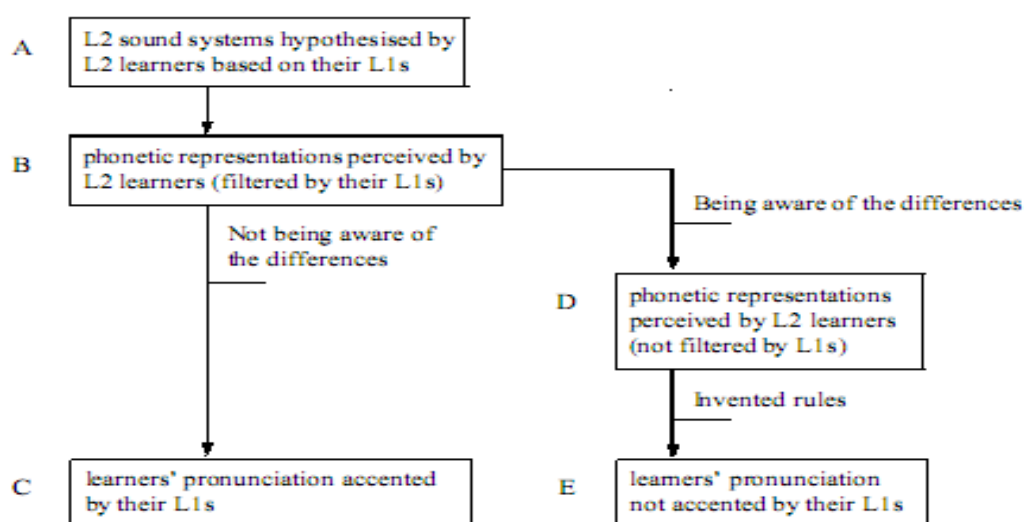 A
L2 sound systems hypothesised by
L2 learners based on their L1s
B
phonetic representations perceived by
L2 learners (filtered by their L1s)
Being aware of the differences
Not being aware of
the differences
D
phonetic representations
perceived by L2 learners
(not filtered by L1s)
Invented rules
C
learners' pronunciation accented
by their L1s
E
learners' pronunciation
not accented by their L1s